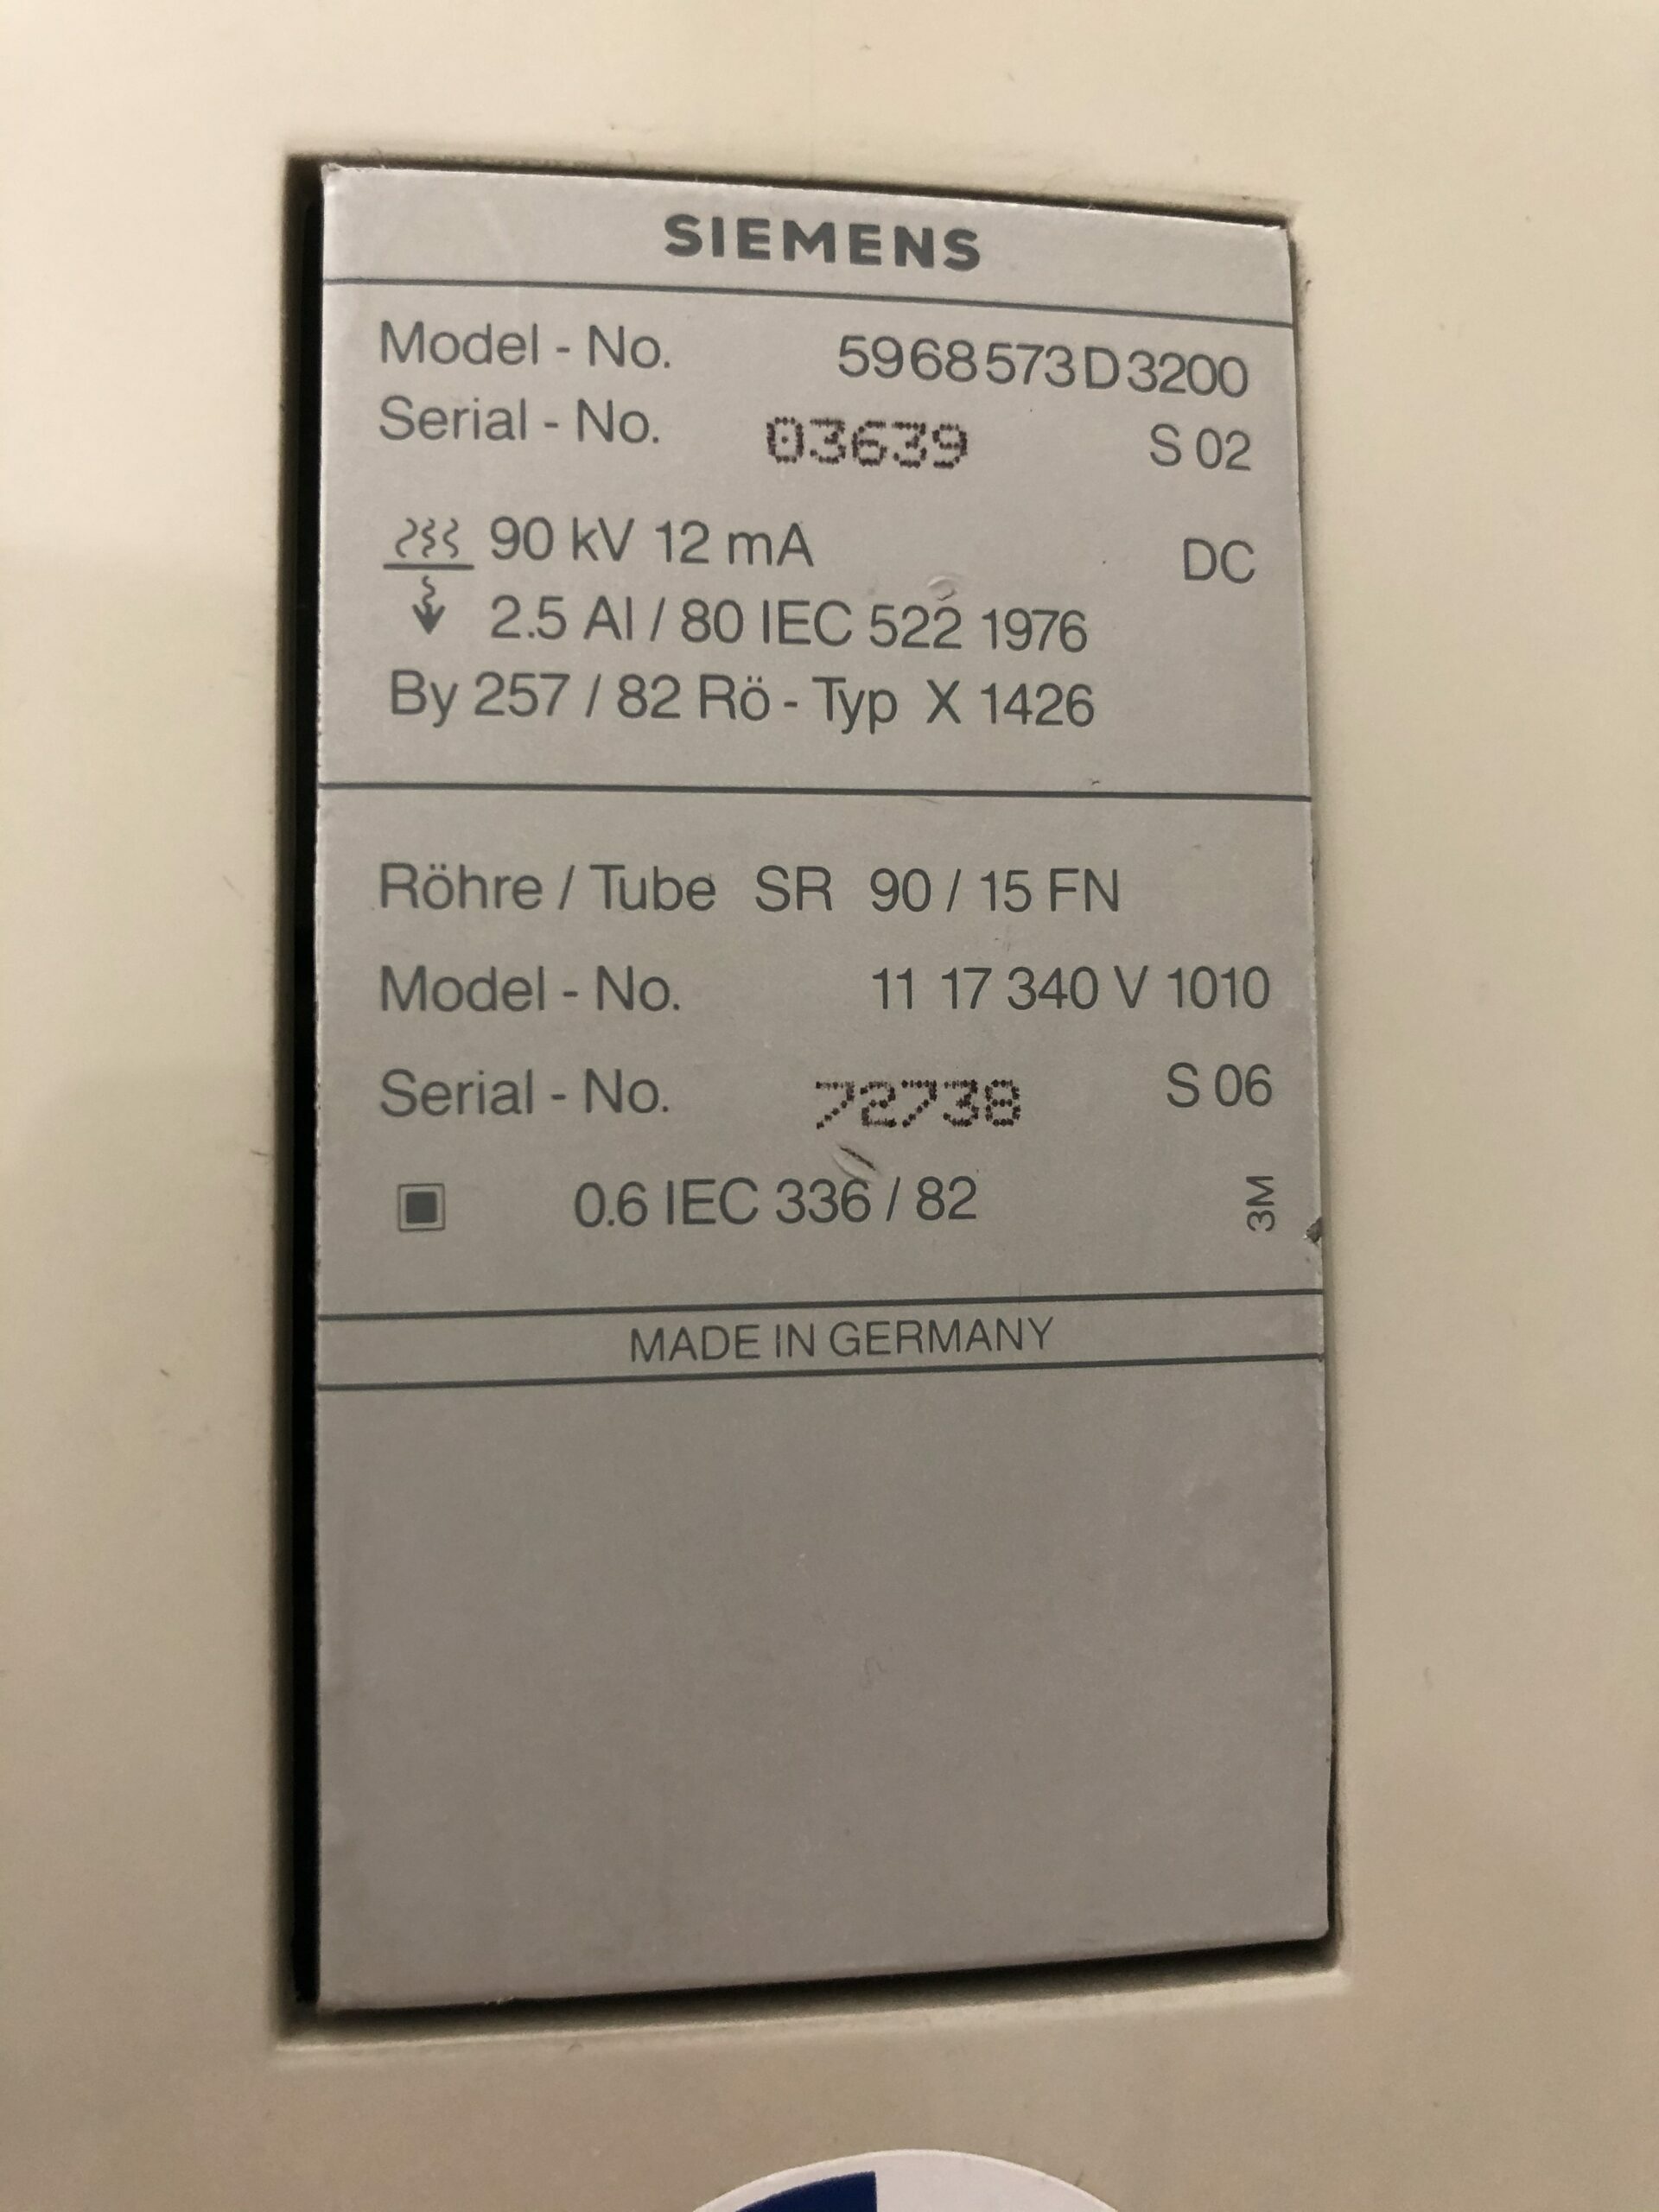 SIEMENS
Model - No. 5968573D3200
Serial - No. 03639 S 02
90 kV 12 mA DC
2.5 Al / 80 IEC 522 1976
By 257 / 82 Rö - Typ X 1426
Röhre / Tube SR 90 / 15 FN
Model - No. 11 17 340 V 1010
Serial - No. 72738 S 06
0.6 IEC 336 / 82 3M
MADE IN GERMANY